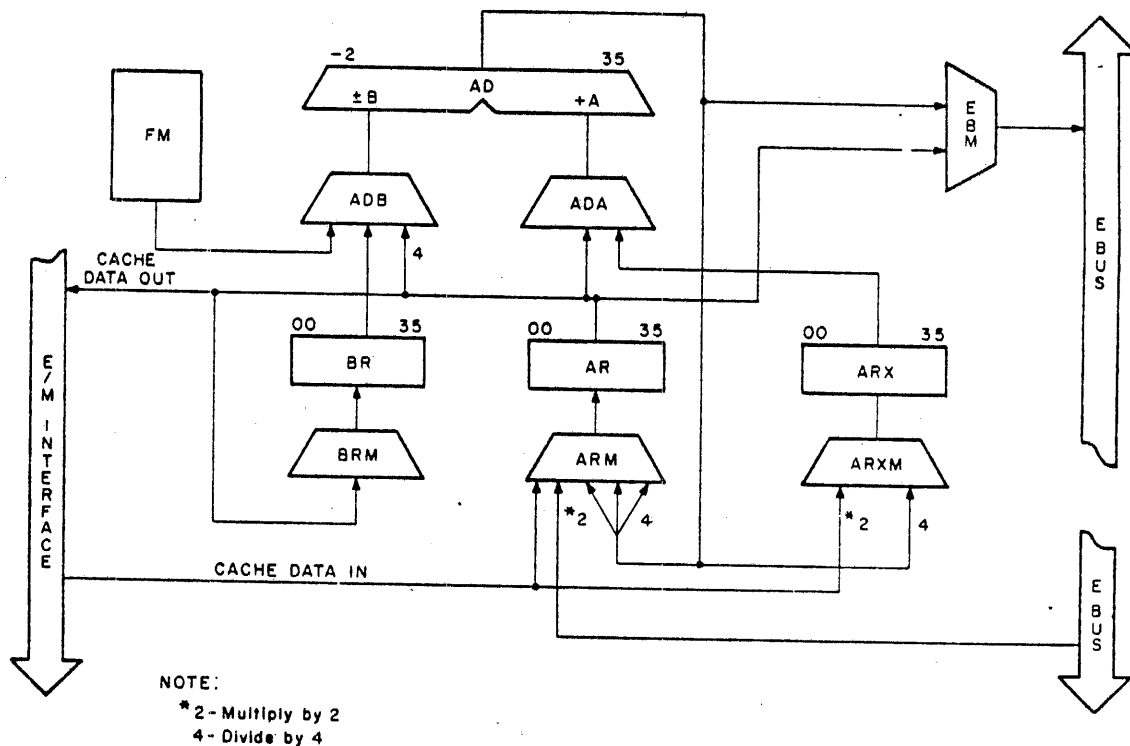 -2
35
AD
±B
+A
FM
EBM
ADB
ADA
4
CACHE
DATA OUT
00
35
00
35
00
35
BR
AR
ARX
E/M INTERFACE
E BUS
BRM
ARM
ARXM
*2
4
*2
4
CACHE DATA IN
E BUS
NOTE:
*2-Multiply by 2
4-Divide by 4